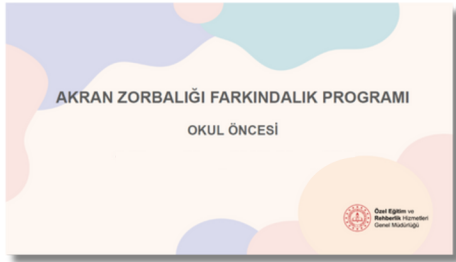 AKRAN ZORBALIĞI FARKINDALIK PROGRAMI
OKUL ÖNCESİ
Özel Eğitim ve
Rehberlik Hizmetleri
Genel Müdürlüğü